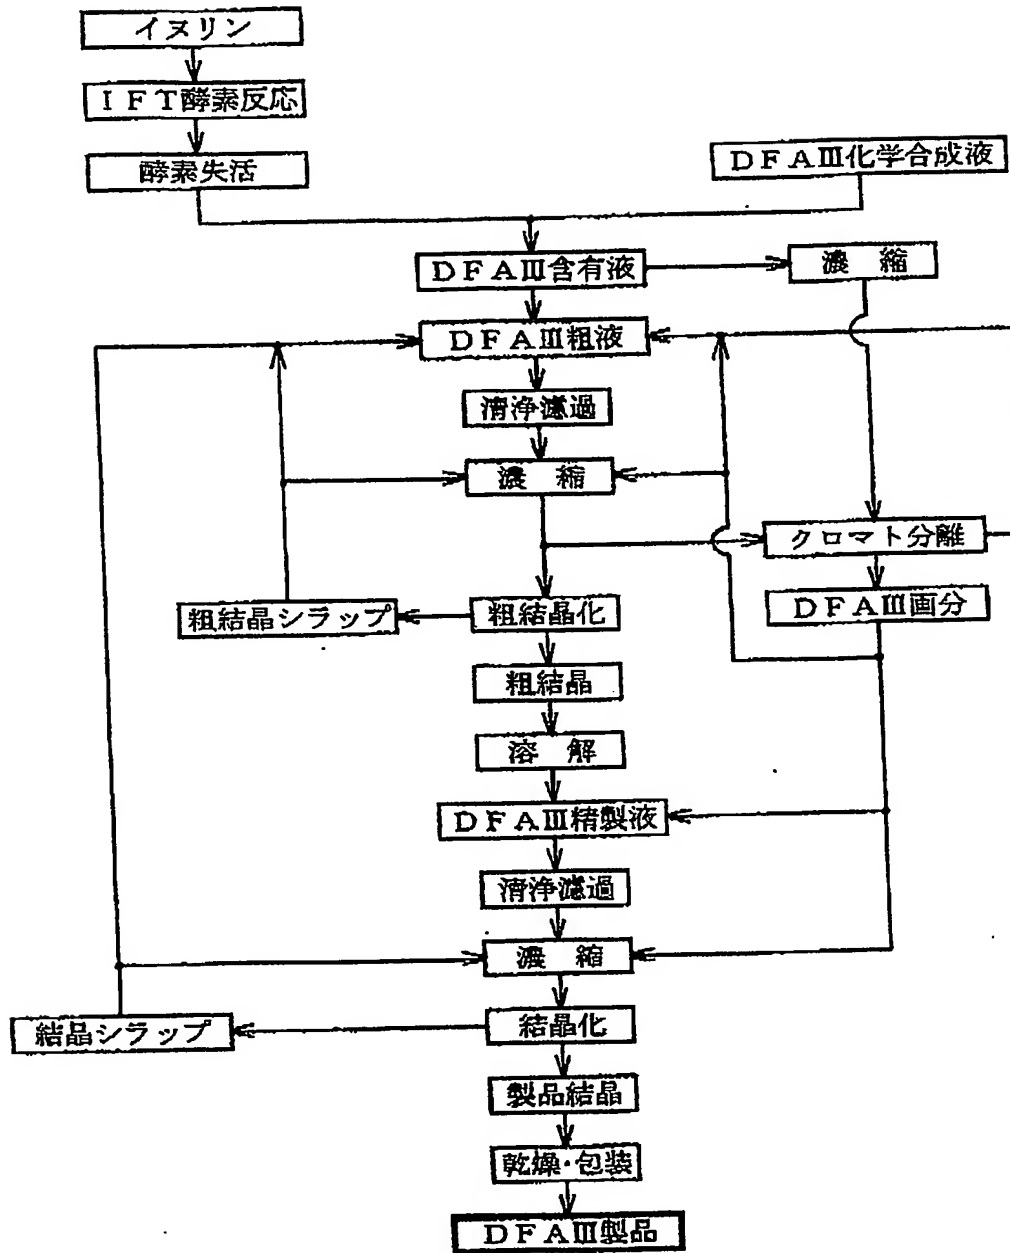 イヌリン
IFT酵素反応
酵素失活
DFAⅢ化学合成液
DFAⅢ含有液
濃 縮
DFAⅢ粗液
清浄濾過
濃 縮
クロマト分離
DFAⅢ画分
粗結晶シラップ
粗結晶化
粗結晶
溶 解
DFAⅢ精製液
清浄濾過
濃 縮
結晶シラップ
結晶化
製品結晶
乾燥・包装
DFAⅢ製品